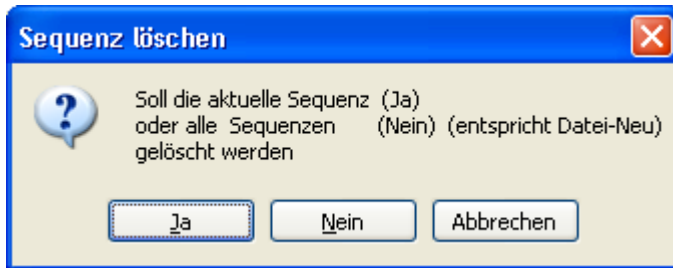 Sequenz löschen
Soll die aktuelle Sequenz (Ja)
oder alle Sequenzen (Nein) (entspricht Datei-Neu)
gelöscht werden
Ja Nein Abbrechen